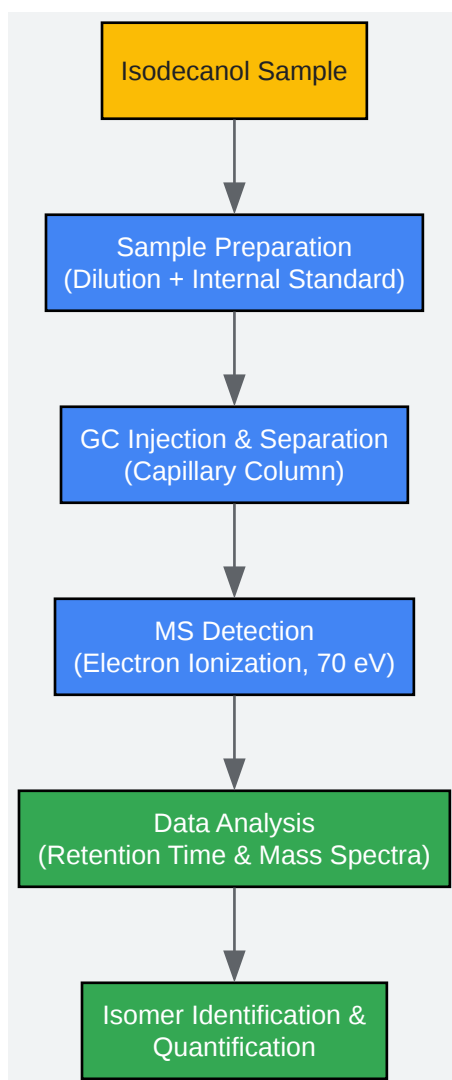 Isodecanol Sample
Sample Preparation
(Dilution + Internal Standard)
GC Injection & Separation
(Capillary Column)
MS Detection
(Electron Ionization, 70 eV)
Data Analysis
(Retention Time & Mass Spectra)
Isomer Identification &
Quantification